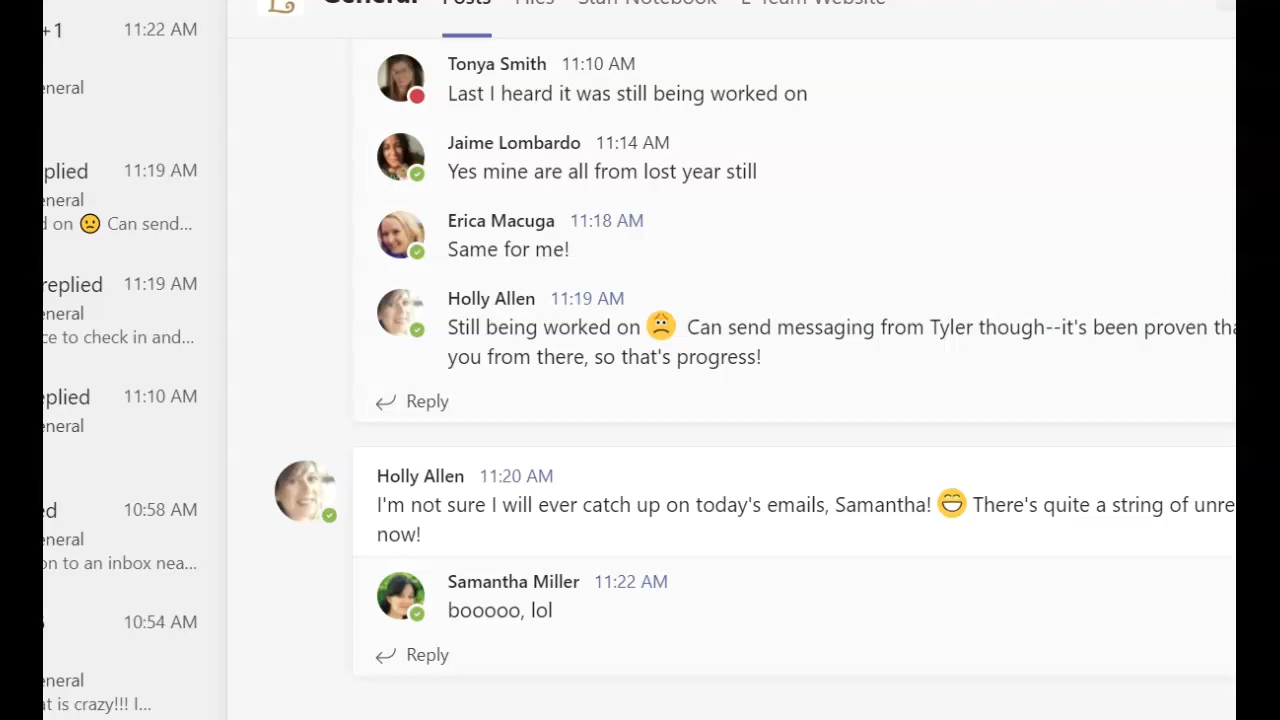 +1 11:22 AM
General Posts Files Staff Notebook E-Team Website
eneral
Tonya Smith 11:10 AM
Last I heard it was still being worked on
Jaime Lombardo 11:14 AM
Yes mine are all from lost year still
plied 11:19 AM
eneral
d on Can send...
Erica Macuga 11:18 AM
Same for me!
replied 11:19 AM
eneral
ce to check in and...
Holly Allen 11:19 AM
Still being worked on Can send messaging from Tyler though--it's been proven tha
you from there, so that's progress!
Reply
eplied 11:10 AM
eneral
Holly Allen 11:20 AM
I'm not sure I will ever catch up on today's emails, Samantha! There's quite a string of unre
now!
ed 10:58 AM
eneral
on to an inbox nea...
Samantha Miller 11:22 AM
booooo, lol
Reply
10:54 AM
eneral
at is crazy!!! I...